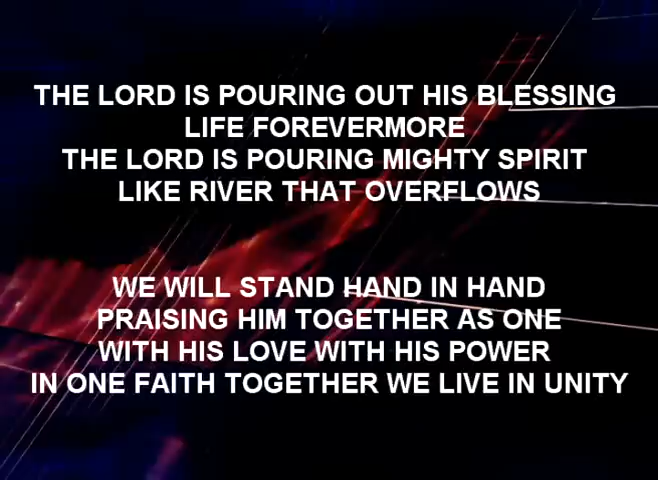 THE LORD IS POURING OUT HIS BLESSING
LIFE FOREVERMORE
THE LORD IS POURING MIGHTY SPIRIT
LIKE RIVER THAT OVERFLOWS
WE WILL STAND HAND IN HAND
PRAISING HIM TOGETHER AS ONE
WITH HIS LOVE WITH HIS POWER
IN ONE FAITH TOGETHER WE LIVE IN UNITY